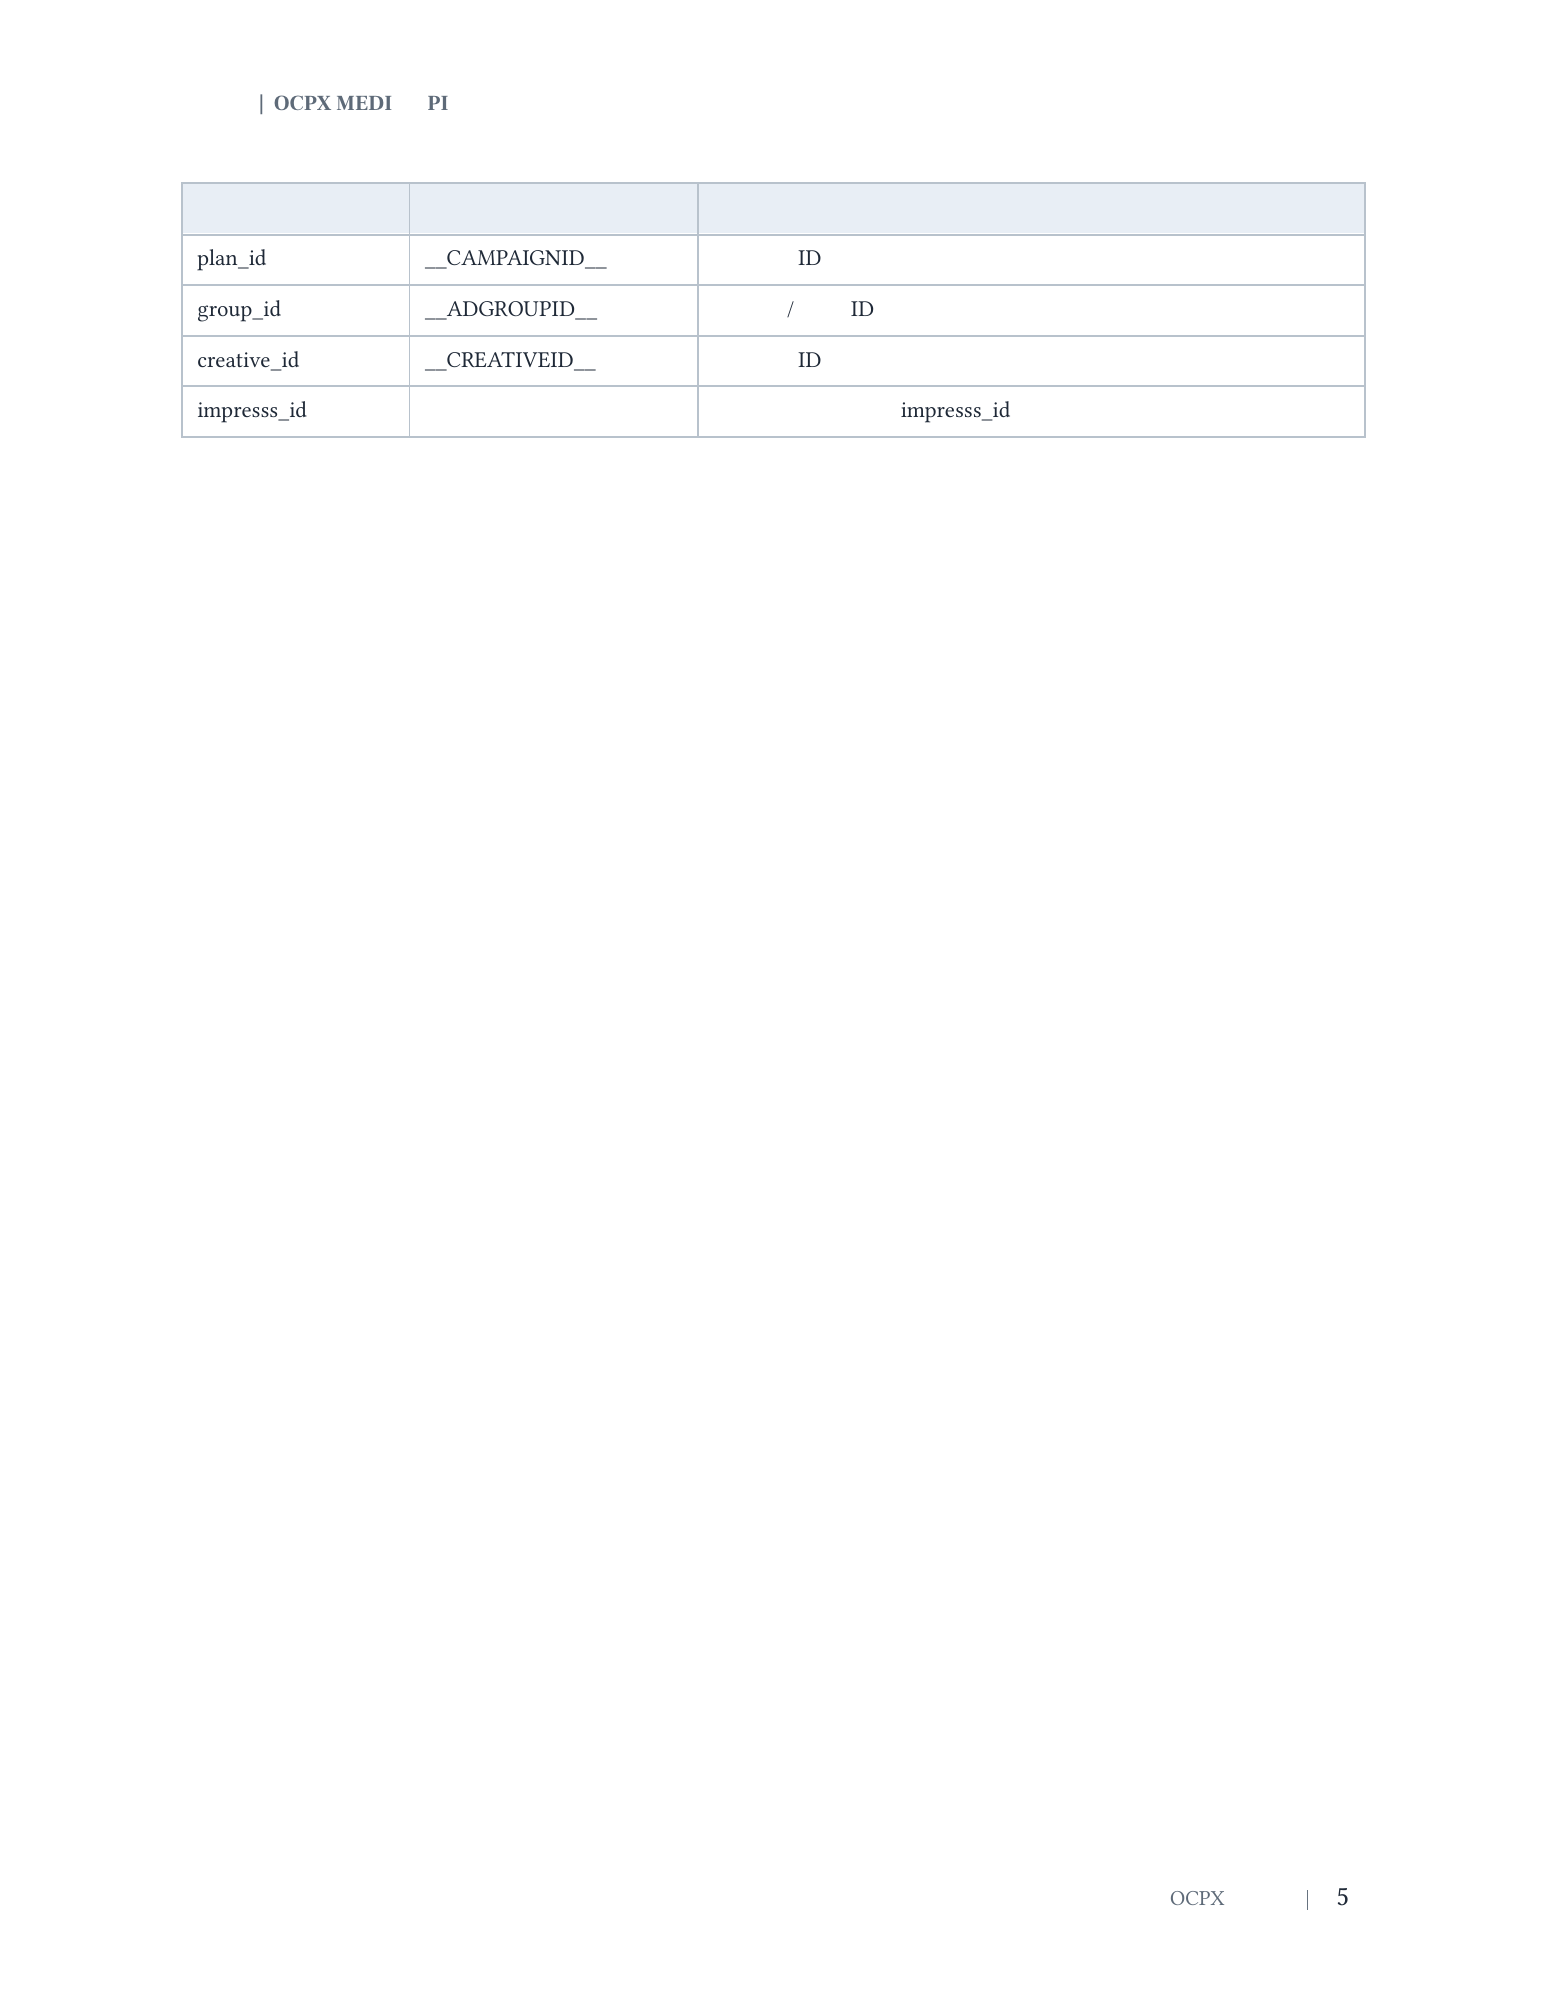 | OCPX MEDI PI
plan_id __CAMPAIGNID__ ID
group_id __ADGROUPID__ / ID
creative_id __CREATIVEID__ ID
impresss_id impresss_id
OCPX | 5